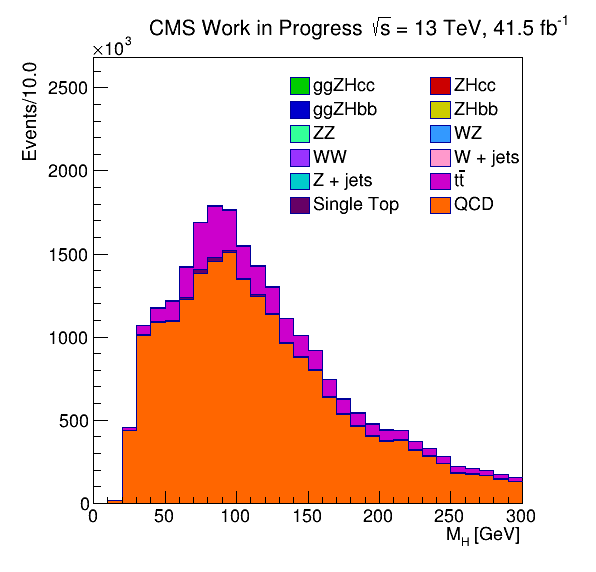 CMS Work in Progress √s = 13 TeV, 41.5 fb⁻¹
×10³
Events/10.0
2500
2000
1500
1000
500
0
ggZHcc ZHcc
ggZHbb ZHbb
ZZ WZ
WW W + jets
Z + jets tt̄
Single Top QCD
0 50 100 150 200 250 300
M_H [GeV]